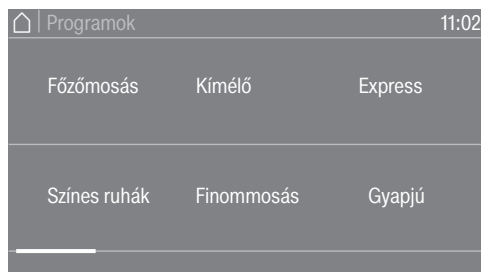 Programok 11:02
Főzőmosás Kímélő Express
Színes ruhák Finommosás Gyapjú